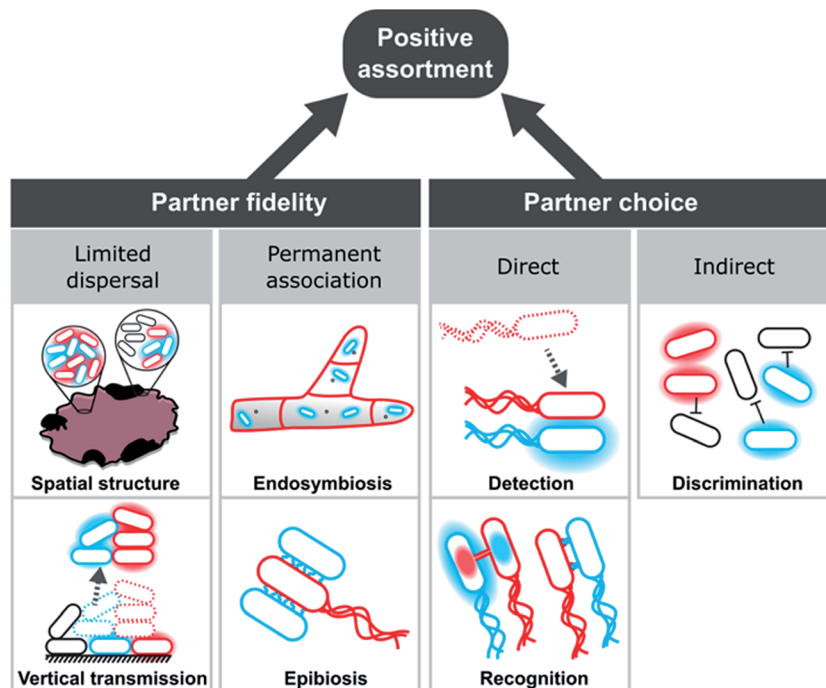 Positive
assortment
Partner fidelity
Partner choice
Limited
dispersal
Permanent
association
Direct
Indirect
Spatial structure
Endosymbiosis
Detection
Discrimination
Vertical transmission
Epibiosis
Recognition